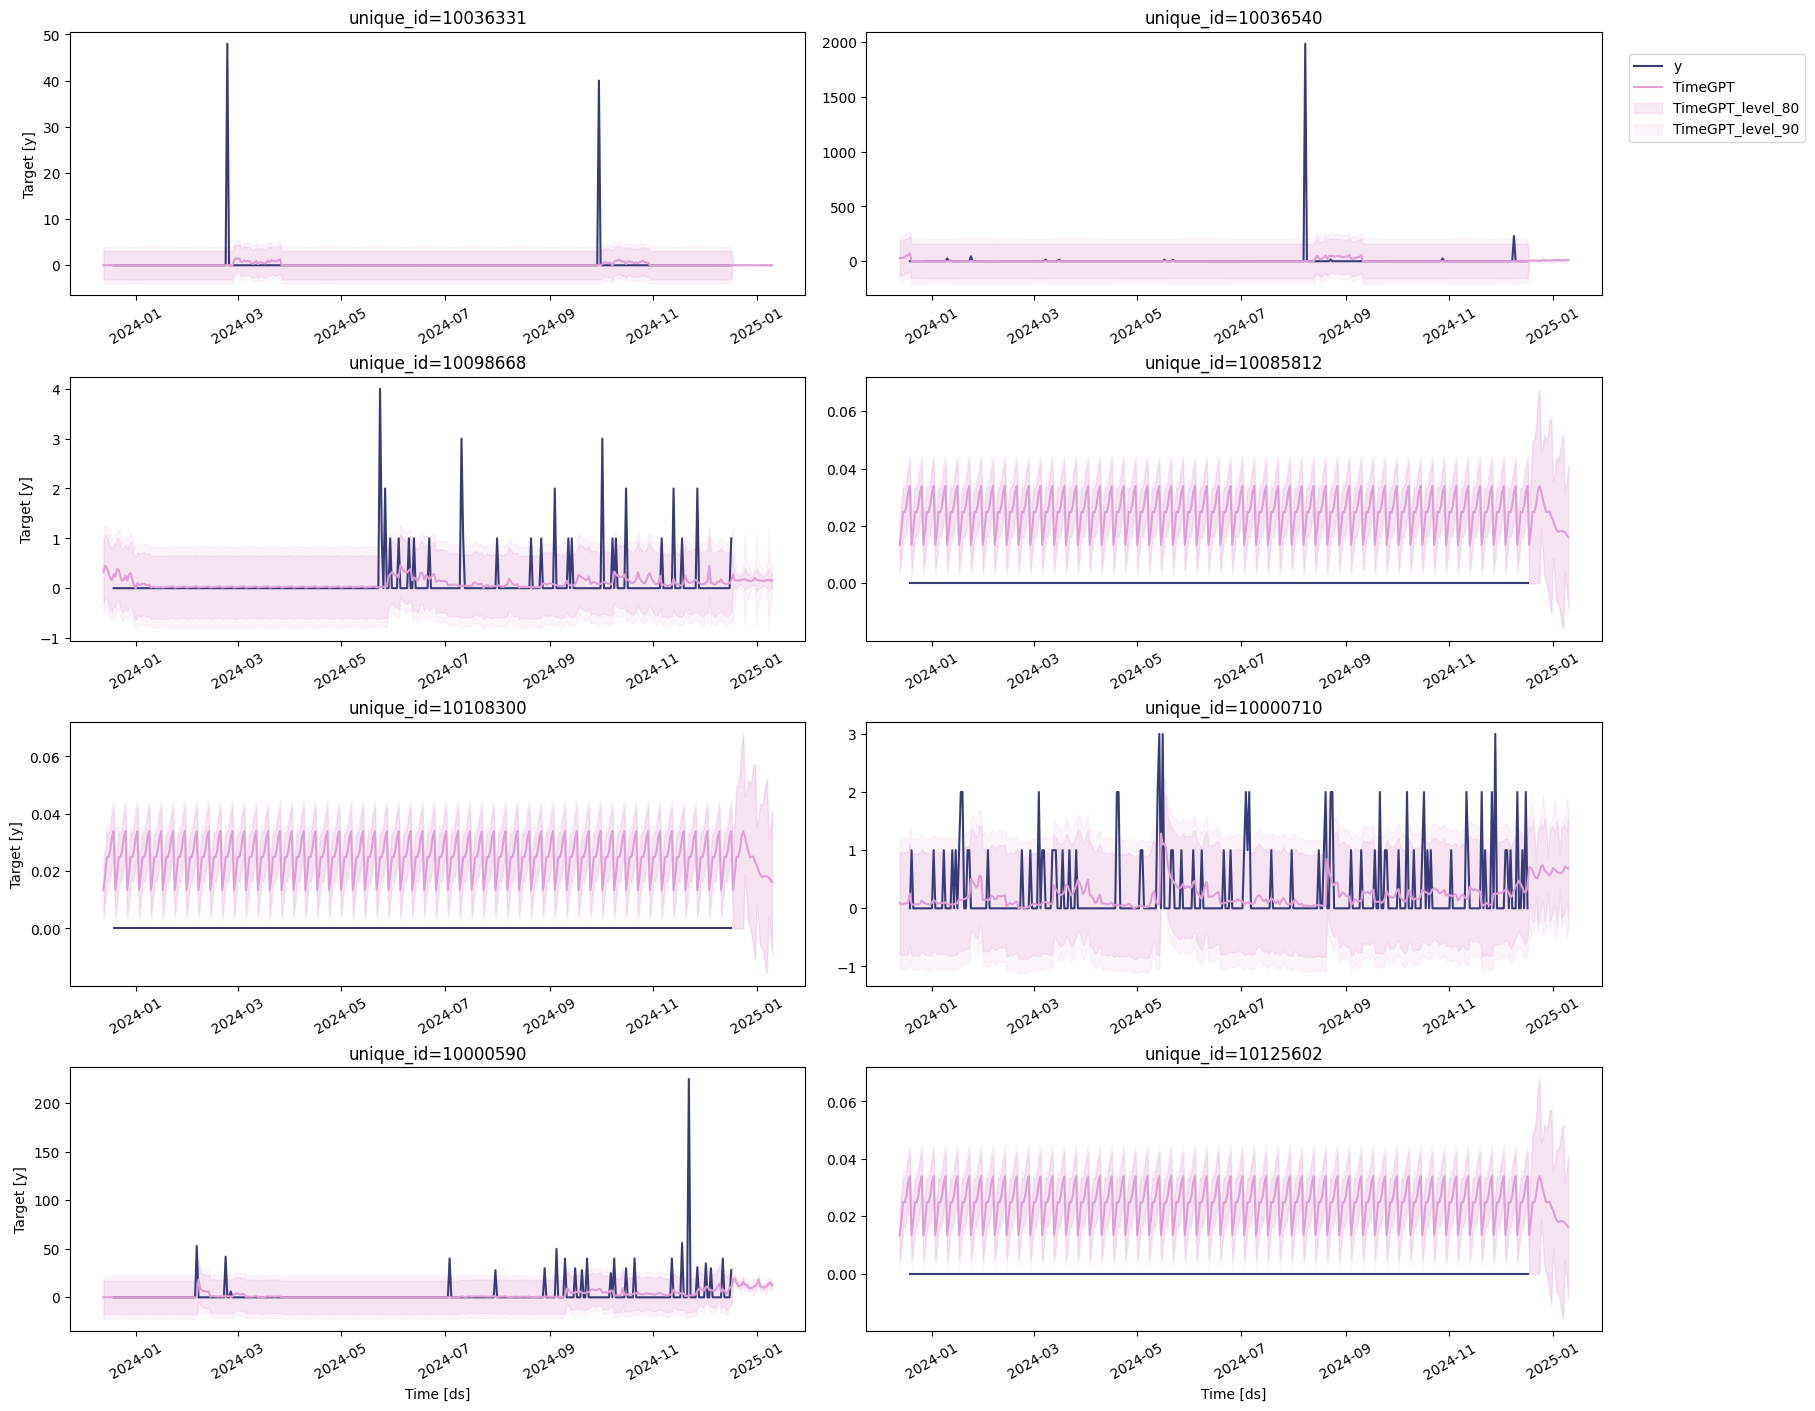 unique_id=10036331
Target [y]
50
40
30
20
10
0
2024-01 2024-03 2024-05 2024-07 2024-09 2024-11 2025-01
unique_id=10036540
2000
1500
1000
500
0
2024-01 2024-03 2024-05 2024-07 2024-09 2024-11 2025-01
y
TimeGPT
TimeGPT_level_80
TimeGPT_level_90
unique_id=10098668
Target [y]
4
3
2
1
0
−1
2024-01 2024-03 2024-05 2024-07 2024-09 2024-11 2025-01
unique_id=10085812
0.06
0.04
0.02
0.00
2024-01 2024-03 2024-05 2024-07 2024-09 2024-11 2025-01
unique_id=10108300
Target [y]
0.06
0.04
0.02
0.00
2024-01 2024-03 2024-05 2024-07 2024-09 2024-11 2025-01
unique_id=10000710
3
2
1
0
−1
2024-01 2024-03 2024-05 2024-07 2024-09 2024-11 2025-01
unique_id=10000590
Target [y]
200
150
100
50
0
2024-01 2024-03 2024-05 2024-07 2024-09 2024-11 2025-01
Time [ds]
unique_id=10125602
0.06
0.04
0.02
0.00
2024-01 2024-03 2024-05 2024-07 2024-09 2024-11 2025-01
Time [ds]